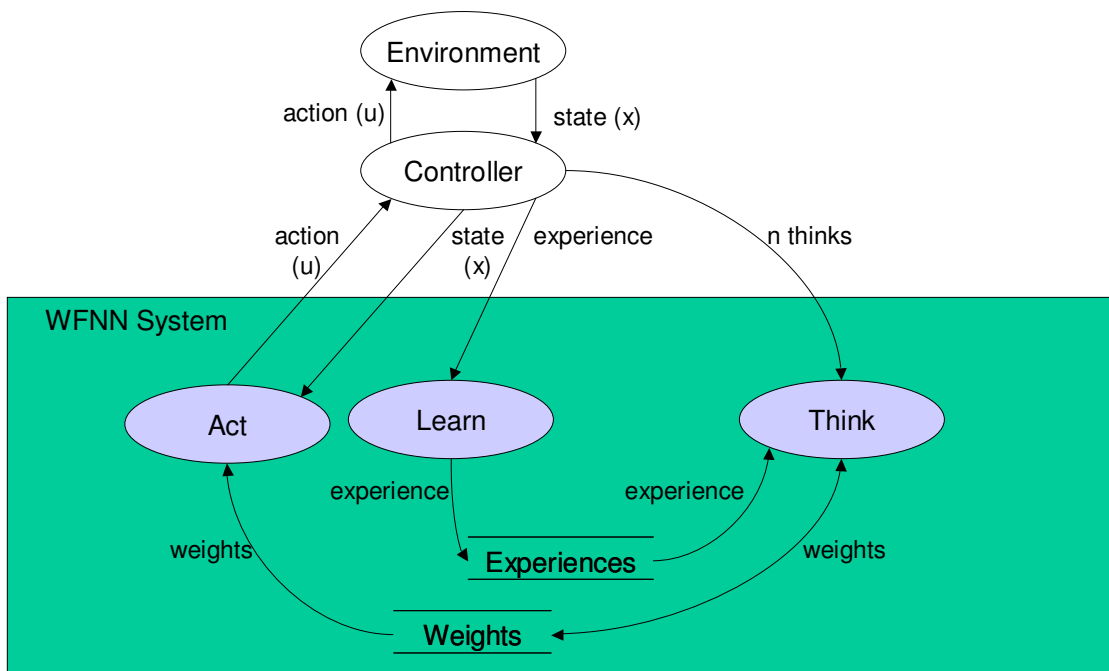 Environment
action (u)
state (x)
Controller
action
(u)
state
(x)
experience
n thinks
WFNN System
Act
Learn
Think
experience
experience
weights
Experiences
weights
Weights